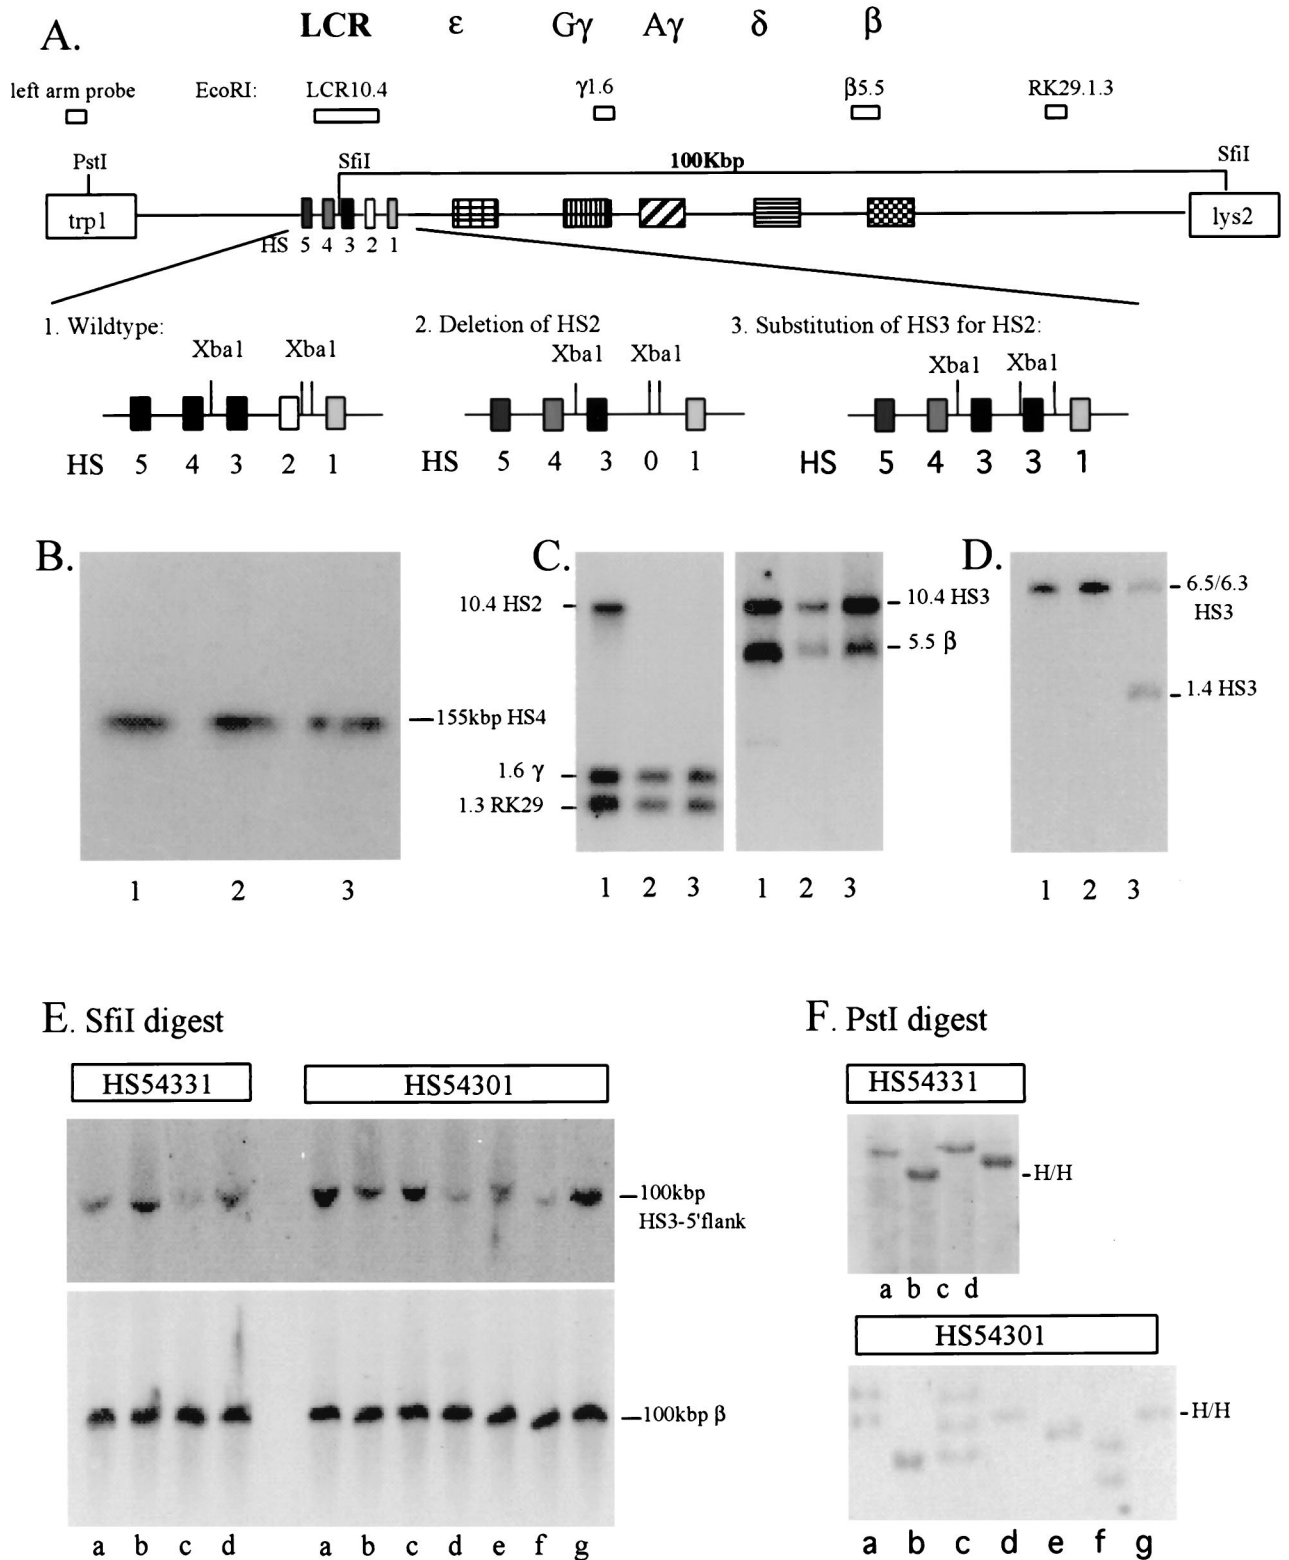 A.
LCR ε Gγ Aγ δ β
left arm probe EcoRI: LCR10.4 γ1.6 β5.5 RK29.1.3
PstI SfiI 100Kbp SfiI
trp1 lys2
HS 5 4 3 2 1
1. Wildtype:
Xba1 Xba1
HS 5 4 3 2 1
2. Deletion of HS2
Xba1 Xba1
HS 5 4 3 0 1
3. Substitution of HS3 for HS2:
Xba1 Xba1
HS 5 4 3 3 1
B.
155kbp HS4
1 2 3
C.
10.4 HS2
1.6 γ
1.3 RK29
10.4 HS3
5.5 β
1 2 3 1 2 3
D.
6.5/6.3
HS3
1.4 HS3
1 2 3
E. SfiI digest
HS54331 HS54301
100kbp
HS3-5'flank
100kbp β
a b c d a b c d e f g
F. PstI digest
HS54331
H/H
a b c d
HS54301
H/H
a b c d e f g